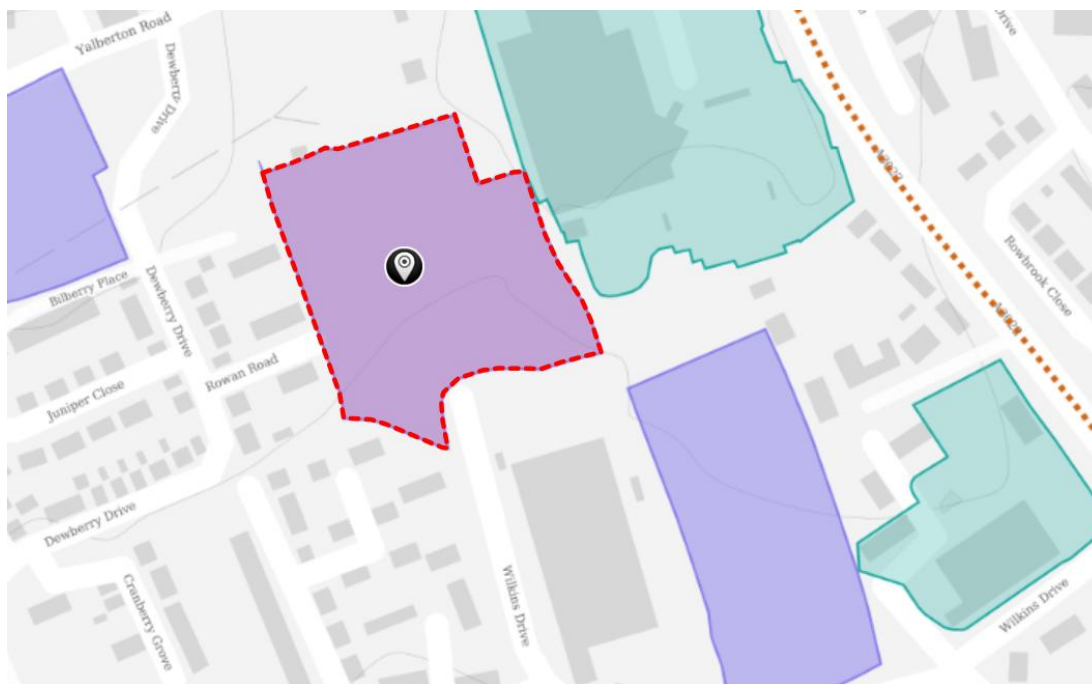 Yalberton Road
Dewberry Drive
Bilberry Place
Dewberry Drive
Rowan Road
Juniper Close
Dewberry Drive
Cranberry Grove
Wilkins Drive
Rowbrook Close
Wilkins Drive